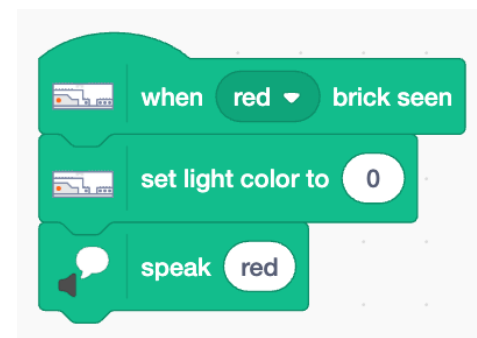 when red brick seen
set light color to 0
speak red